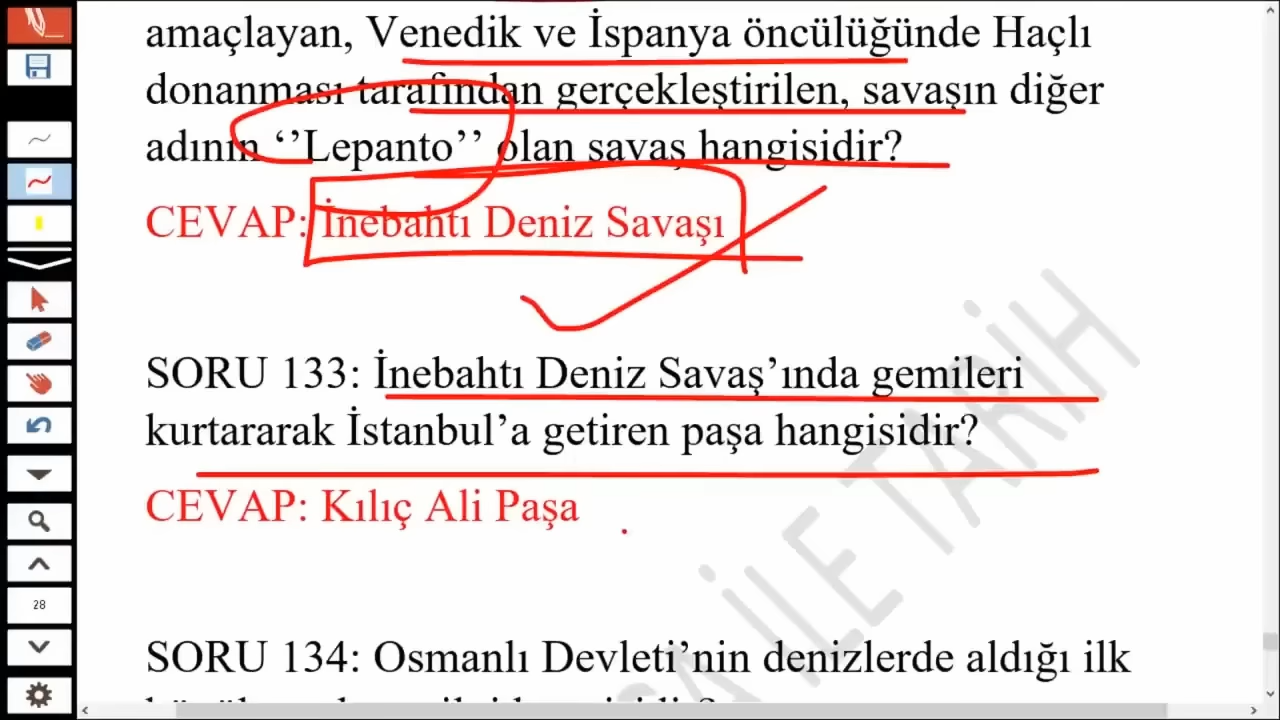 amaçlayan, Venedik ve İspanya öncülüğünde Haçlı
donanması tarafından gerçekleştirilen, savaşın diğer
adının ‘’Lepanto’’ olan savaş hangisidir?
CEVAP: İnebahtı Deniz Savaşı
SORU 133: İnebahtı Deniz Savaş’ında gemileri
kurtararak İstanbul’a getiren paşa hangisidir?
CEVAP: Kılıç Ali Paşa
SORU 134: Osmanlı Devleti’nin denizlerde aldığı ilk
İLE TARİH
28